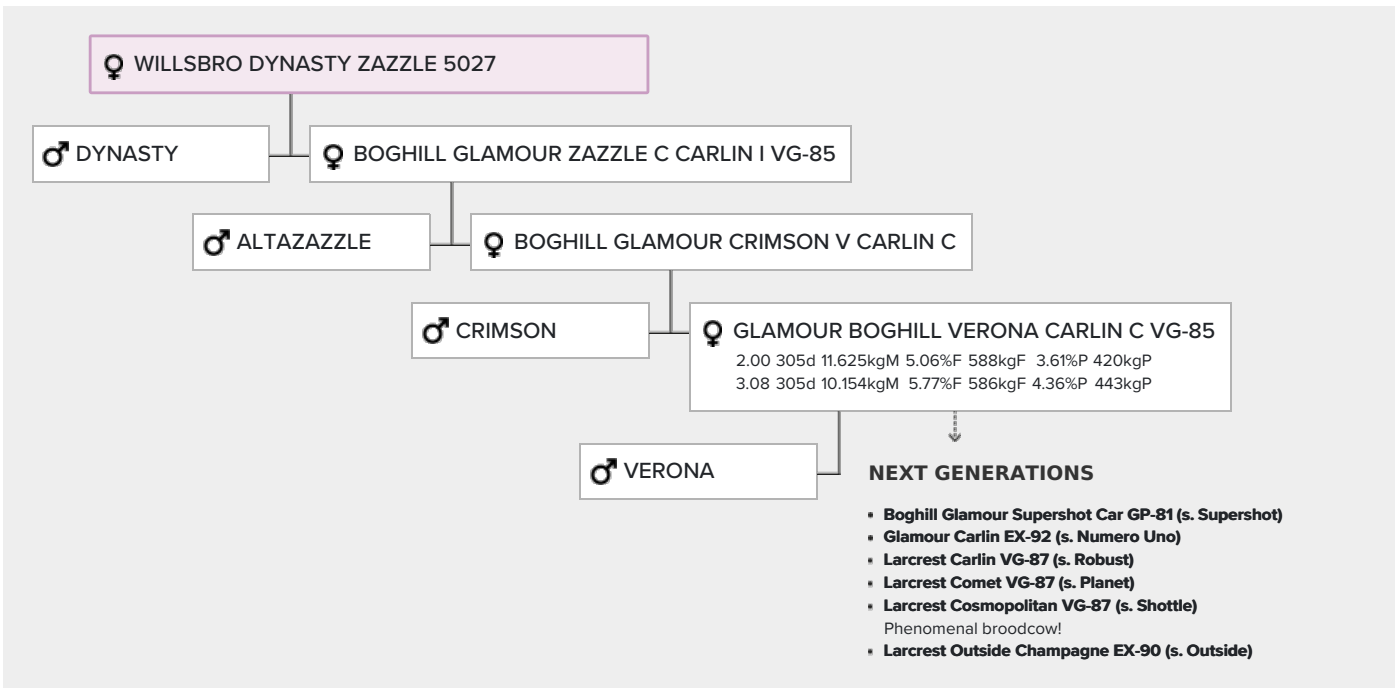 WILLSBRO DYNASTY ZAZZLE 5027
DYNASTY
BOGHILL GLAMOUR ZAZZLE C CARLIN I VG-85
ALTAZAZZLE
BOGHILL GLAMOUR CRIMSON V CARLIN C
CRIMSON
GLAMOUR BOGHILL VERONA CARLIN C VG-85
2.00 305d 11.625kgM 5.06%F 588kgF 3.61%P 420kgP
3.08 305d 10.154kgM 5.77%F 586kgF 4.36%P 443kgP
VERONA
NEXT GENERATIONS
Boghill Glamour Supershot Car GP-81 (s. Supershot)
Glamour Carlin EX-92 (s. Numero Uno)
Larcrest Carlin VG-87 (s. Robust)
Larcrest Comet VG-87 (s. Planet)
Larcrest Cosmopolitan VG-87 (s. Shottle)
Phenomenal broodcow!
Larcrest Outside Champagne EX-90 (s. Outside)